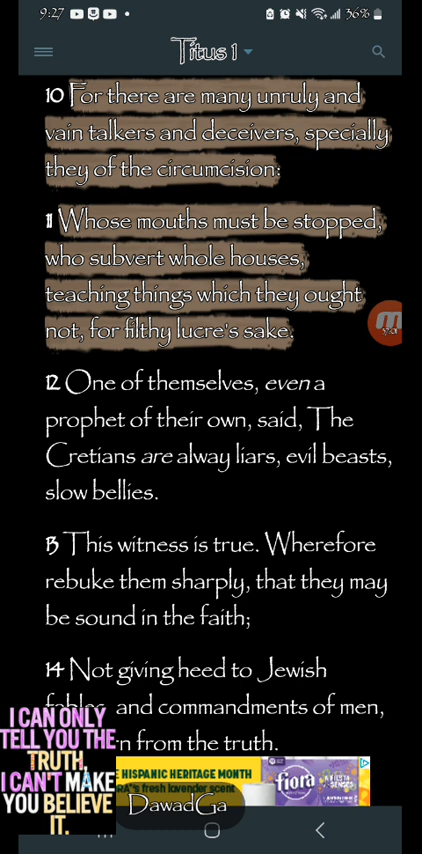 9:27
36%
Titus 1
10 For there are many unruly and
vain talkers and deceivers, specially
they of the circumcision:
11 Whose mouths must be stopped,
who subvert whole houses,
teaching things which they ought
not, for filthy lucre's sake.
12 One of themselves, even a
prophet of their own, said, The
Cretians are alway liars, evil beasts,
slow bellies.
13 This witness is true. Wherefore
rebuke them sharply, that they may
be sound in the faith;
14 Not giving heed to Jewish
fables, and commandments of men,
rn from the truth.
I CAN ONLY
TELL YOU THE
TRUTH,
I CAN'T MAKE
YOU BELIEVE
IT.
E HISPANIC HERITAGE MONTH
RA's fresh lavender scent
fiora
FIESTA
SENSES
DawadGa